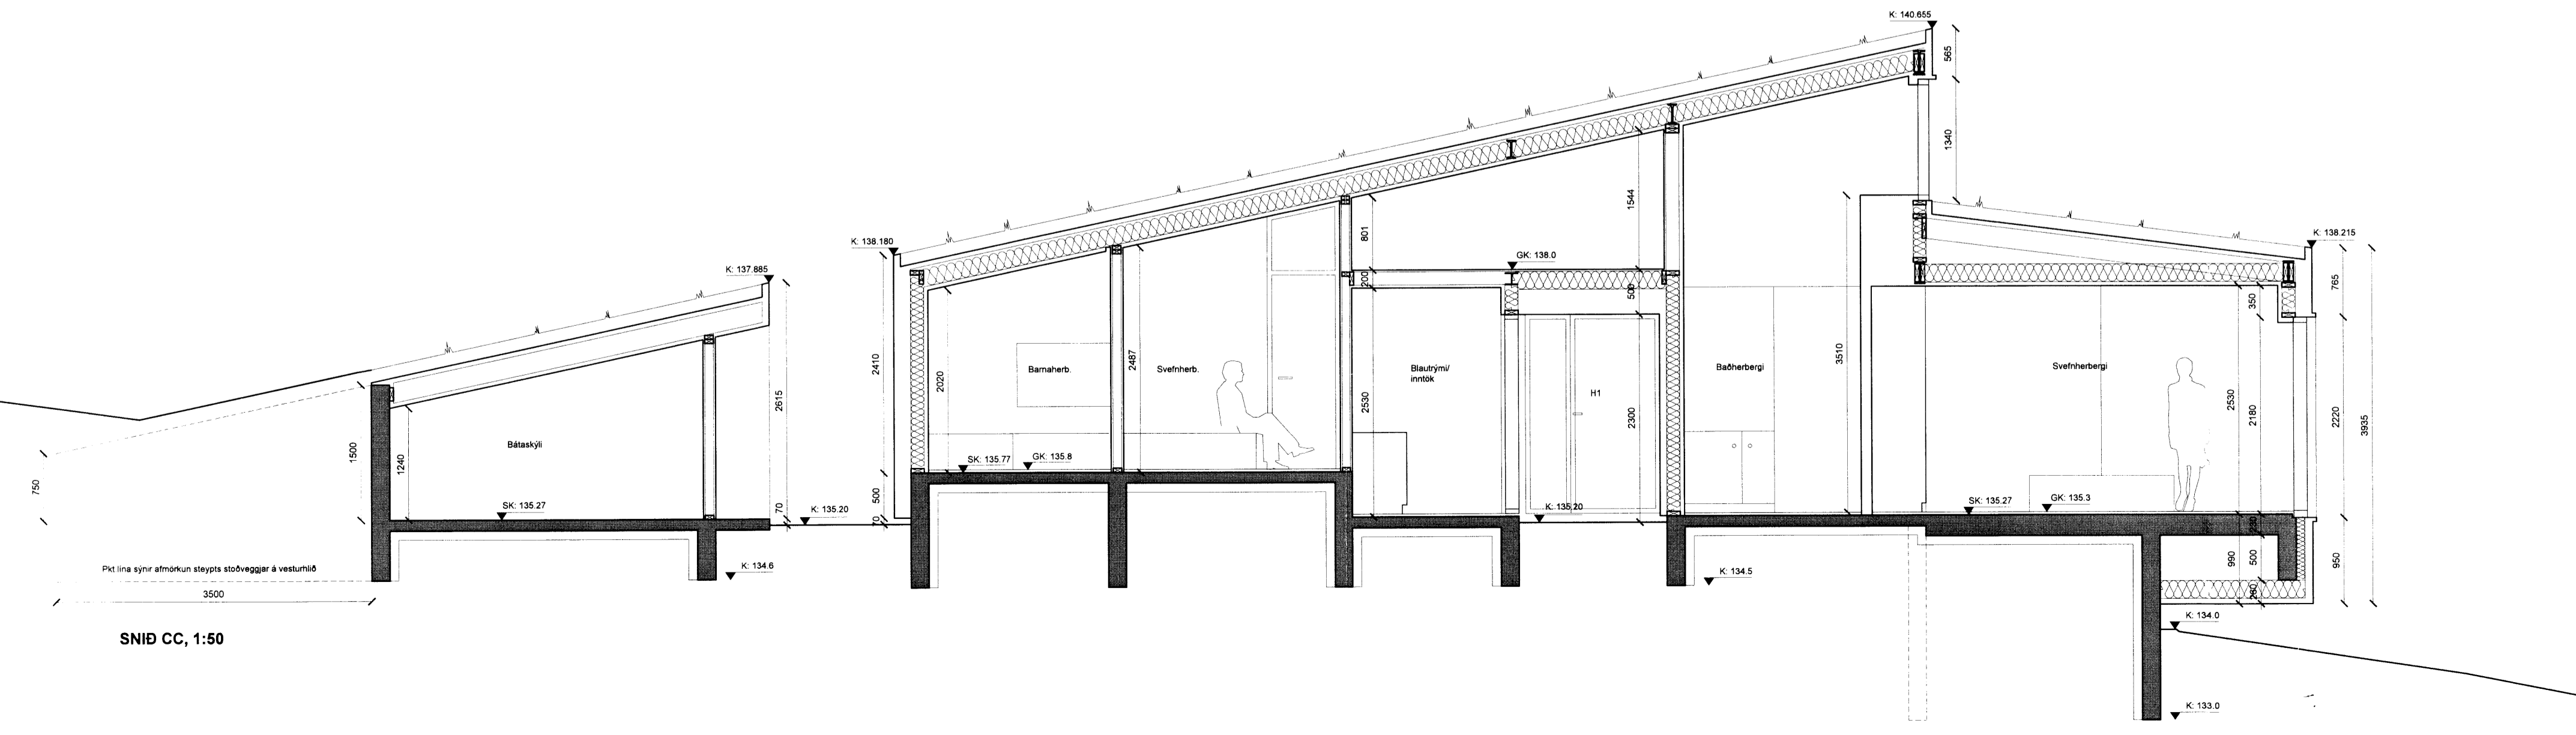 K: 140.655
565
1340
K: 138.180
K: 137.885
K: 138.215
GK: 138.0
801
1544
200
500
765
350
2410
2020
2487
2530
2300
3510
2530
2180
2220
3935
2615
1500
1240
750
Barnaherb.
Svefnherb.
Blautrými/
inntök
H1
Baðherbergi
Svefnherbergi
Bátaskýli
SK: 135.77
GK: 135.8
SK: 135.27
GK: 135.3
SK: 135.27
70
K: 135.20
500
70
K: 135.20
Pkt lína sýnir afmörkun steypts stoðveggjar á vesturhlið
K: 134.6
K: 134.5
990
500
260
950
3500
K: 134.0
SNIÐ CC, 1:50
K: 133.0